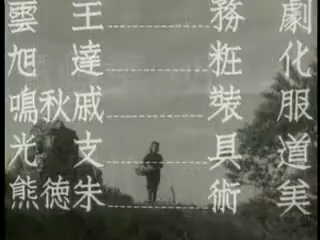 劇務……………王雲
化粧……………達旭
服裝……………戚秋鳴
道具……………支光
美術……………朱徳熊